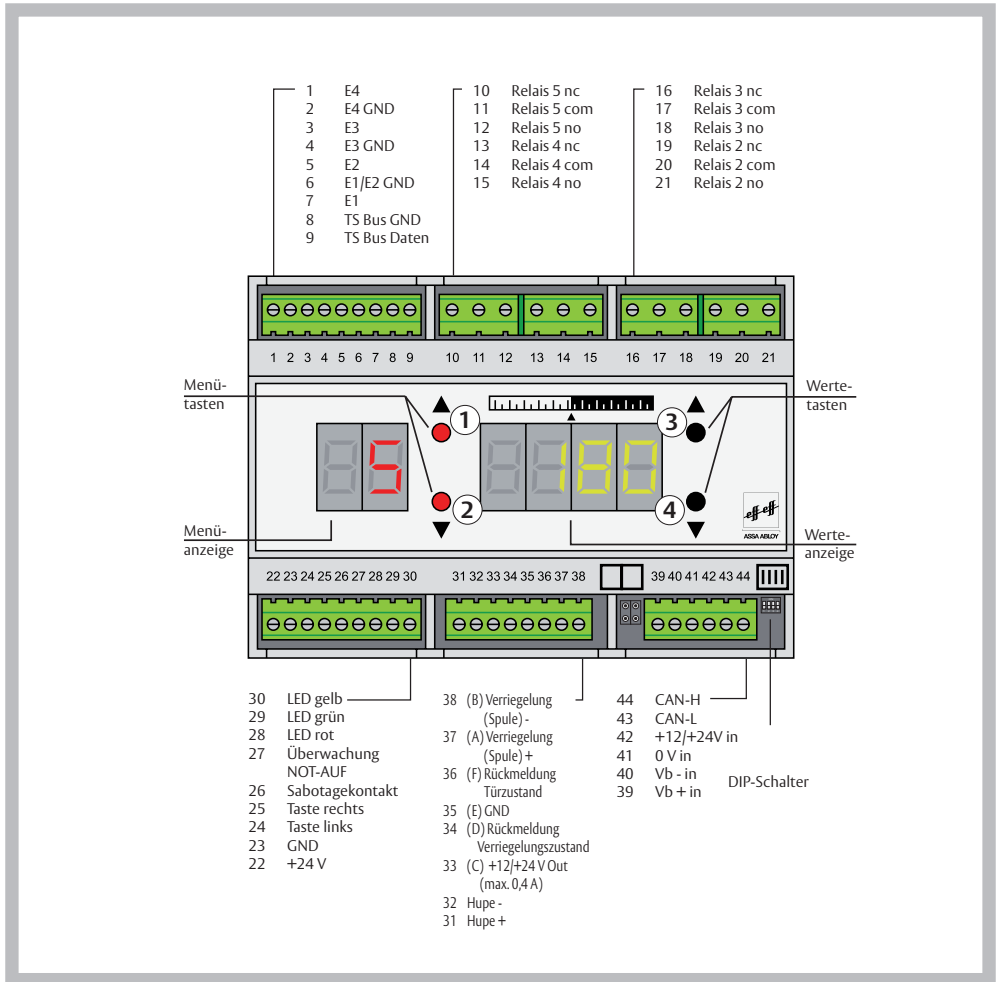 1 E4
2 E4 GND
3 E3
4 E3 GND
5 E2
6 E1/E2 GND
7 E1
8 TS Bus GND
9 TS Bus Daten
10 Relais 5 nc
11 Relais 5 com
12 Relais 5 no
13 Relais 4 nc
14 Relais 4 com
15 Relais 4 no
16 Relais 3 nc
17 Relais 3 com
18 Relais 3 no
19 Relais 2 nc
20 Relais 2 com
21 Relais 2 no
1 2 3 4 5 6 7 8 9
10 11 12 13 14 15
16 17 18 19 20 21
Menü-
tasten
1
3
Werte-
tasten
5
180
2
4
eff eff
ASSA ABLOY
Menü-
anzeige
Werte-
anzeige
22 23 24 25 26 27 28 29 30
31 32 33 34 35 36 37 38
39 40 41 42 43 44
30 LED gelb
29 LED grün
28 LED rot
27 Überwachung
NOT-AUF
26 Sabotagekontakt
25 Taste rechts
24 Taste links
23 GND
22 +24 V
38 (B) Verriegelung
(Spule) -
37 (A) Verriegelung
(Spule) +
36 (F) Rückmeldung
Türzustand
35 (E) GND
34 (D) Rückmeldung
Verriegelungszustand
33 (C) +12/+24 V Out
(max. 0,4 A)
32 Hupe -
31 Hupe +
44 CAN-H
43 CAN-L
42 +12/+24V in
41 0 V in
40 Vb - in
39 Vb + in
DIP-Schalter